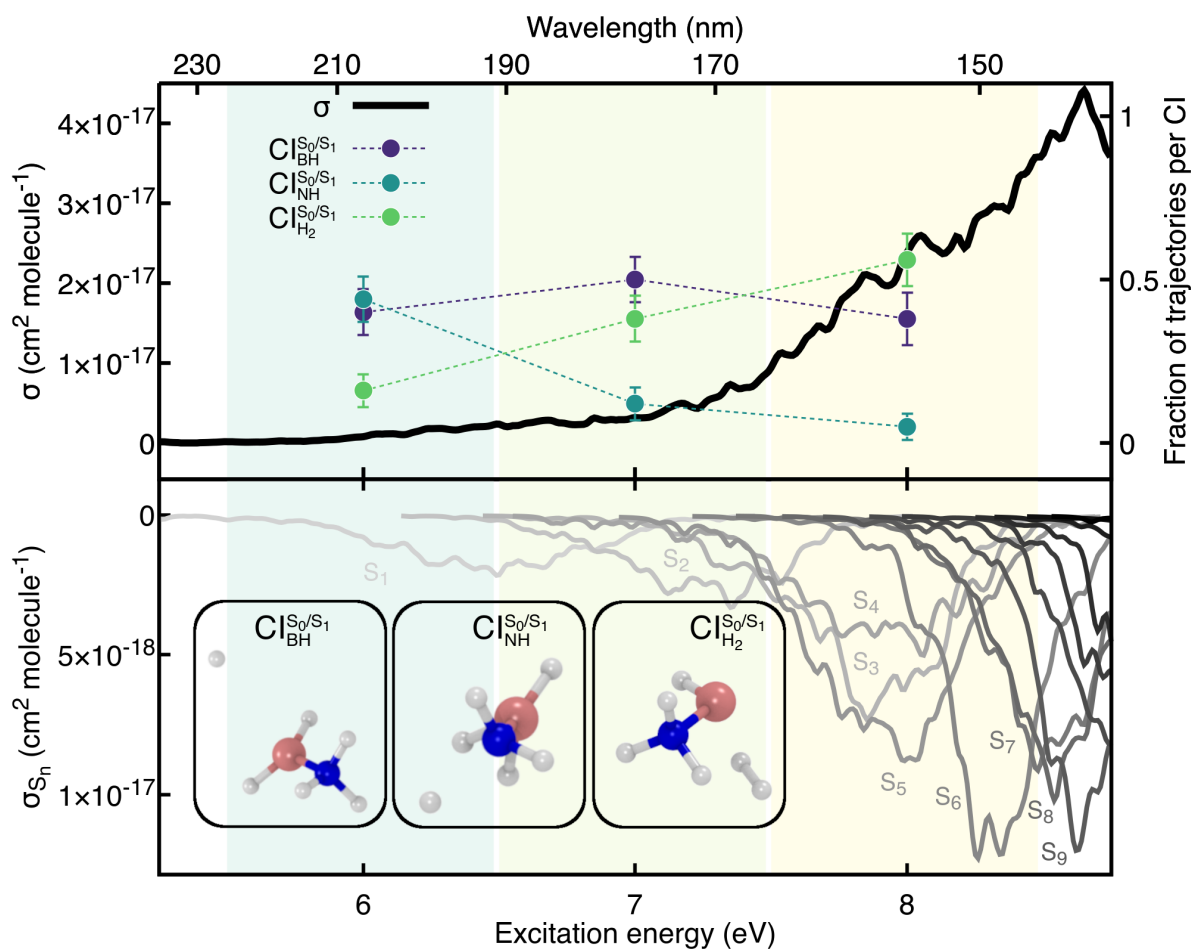 Wavelength (nm)
230 210 190 170 150
σ (cm² molecule⁻¹)
4×10⁻¹⁷
3×10⁻¹⁷
2×10⁻¹⁷
1×10⁻¹⁷
0
σ
CI_BH^S₀/S₁
CI_NH^S₀/S₁
CI_H₂^S₀/S₁
1
0.5
0
Fraction of trajectories per CI
σ_Sₙ (cm² molecule⁻¹)
0
5×10⁻¹⁸
1×10⁻¹⁷
S₁
S₂
S₄
S₃
S₇
S₅
S₆
S₈
S₉
CI_BH^S₀/S₁
CI_NH^S₀/S₁
CI_H₂^S₀/S₁
6 7 8
Excitation energy (eV)